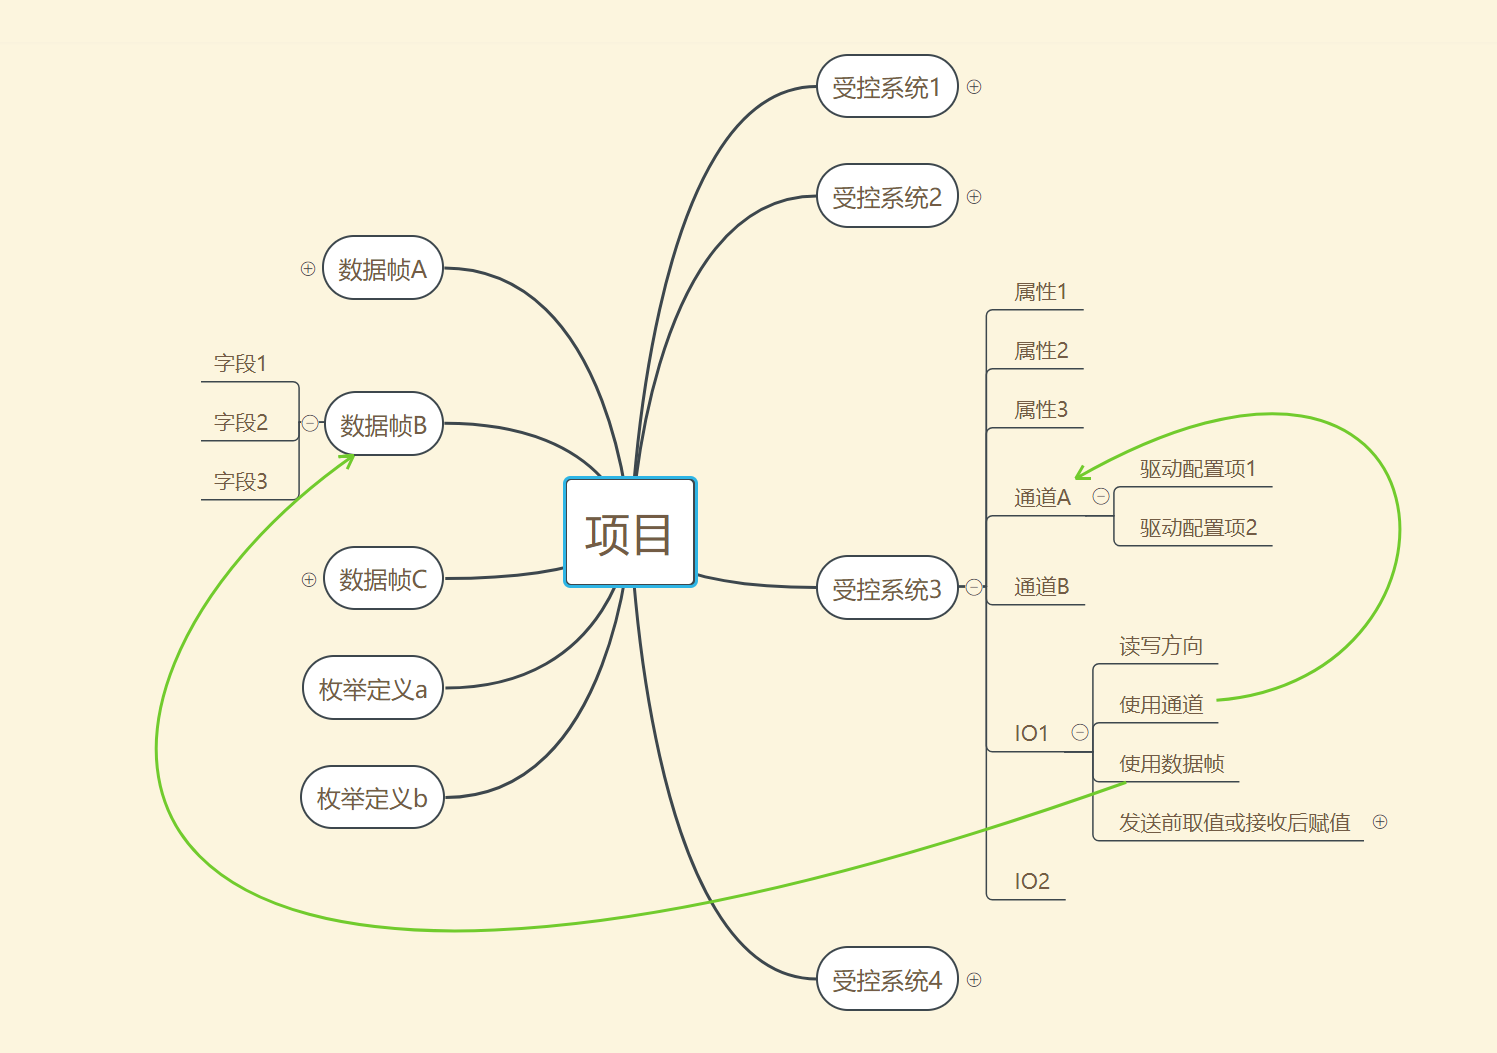 项目
受控系统1
受控系统2
受控系统3
属性1
属性2
属性3
通道A
驱动配置项1
驱动配置项2
通道B
IO1
读写方向
使用通道
使用数据帧
发送前取值或接收后赋值
IO2
受控系统4
数据帧A
数据帧B
字段1
字段2
字段3
数据帧C
枚举定义a
枚举定义b